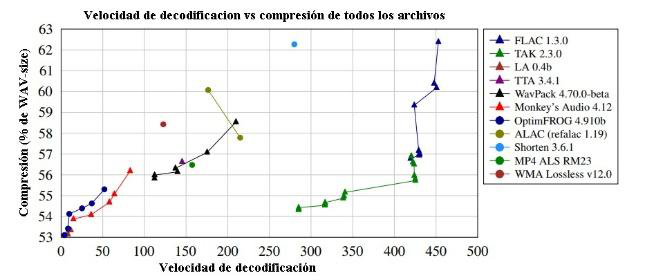 Velocidad de decodificacion vs compresión de todos los archivos
Compresión (% de WAV-size)
63
62
61
60
59
58
57
56
55
54
53
0
50
100
150
200
250
300
350
400
450
500
Velocidad de decodificación
FLAC 1.3.0
TAK 2.3.0
LA 0.4b
TTA 3.4.1
WavPack 4.70.0-beta
Monkey's Audio 4.12
OptimFROG 4.910b
ALAC (refalac 1.19)
Shorten 3.6.1
MP4 ALS RM23
WMA Lossless v12.0